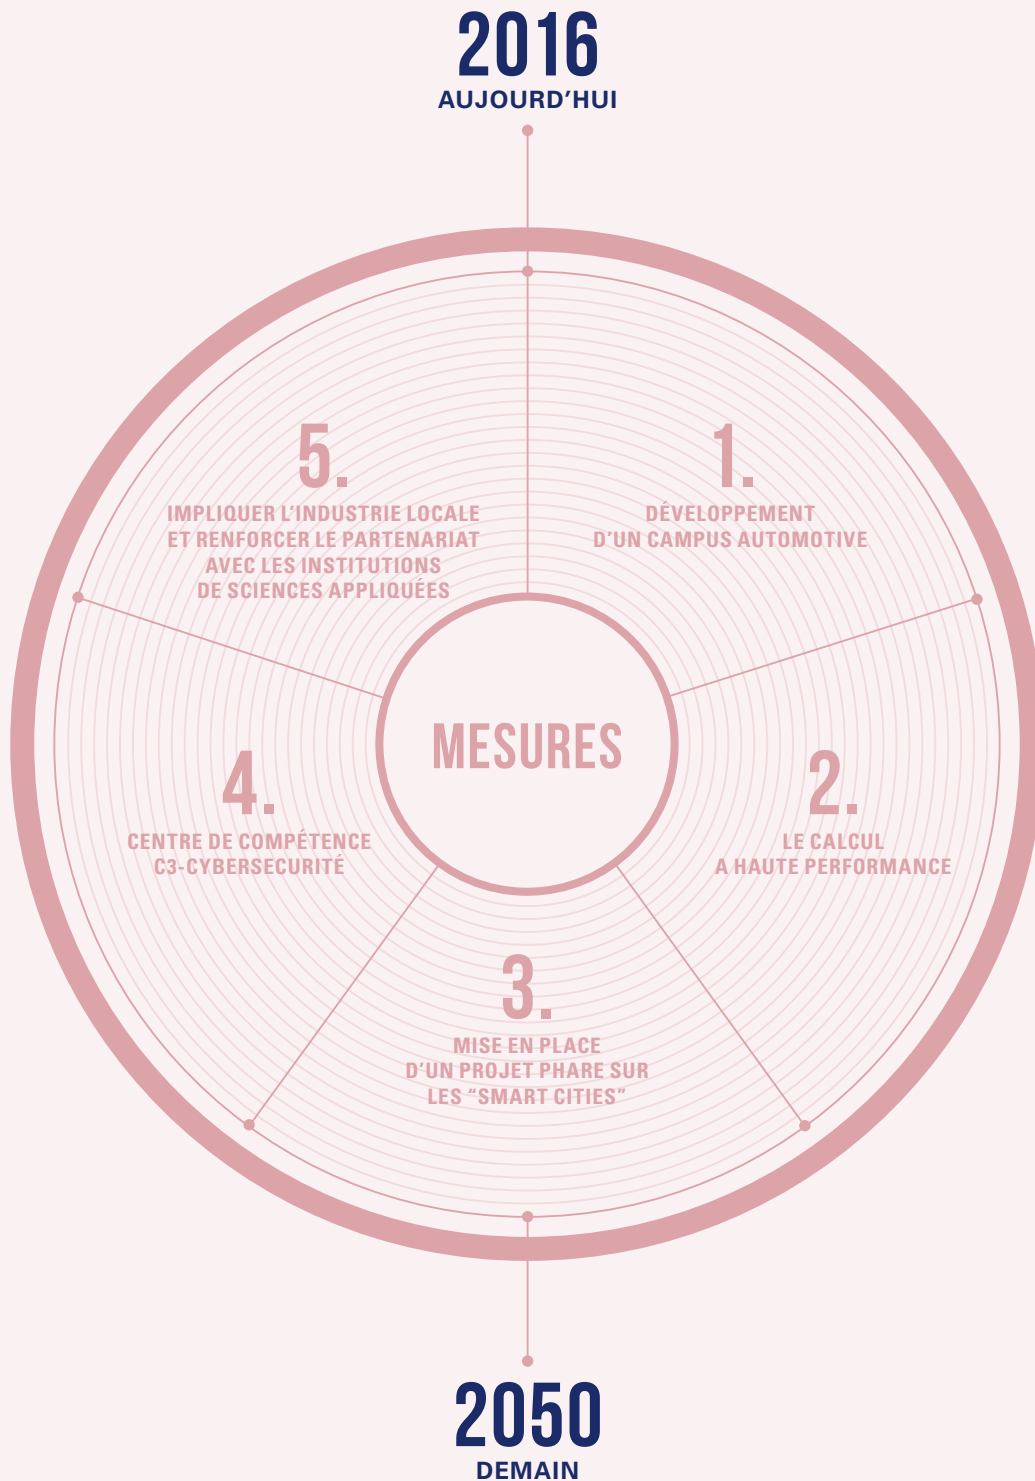 2016
AUJOURD'HUI
5.
IMPLIQUER L'INDUSTRIE LOCALE
ET RENFORCER LE PARTENARIAT
AVEC LES INSTITUTIONS
DE SCIENCES APPLIQUÉES
1.
DÉVELOPPEMENT
D'UN CAMPUS AUTOMOTIVE
MESURES
4.
CENTRE DE COMPÉTENCE
C3-CYBERSECURITÉ
2.
LE CALCUL
A HAUTE PERFORMANCE
3.
MISE EN PLACE
D'UN PROJET PHARE SUR
LES “SMART CITIES”
2050
DEMAIN